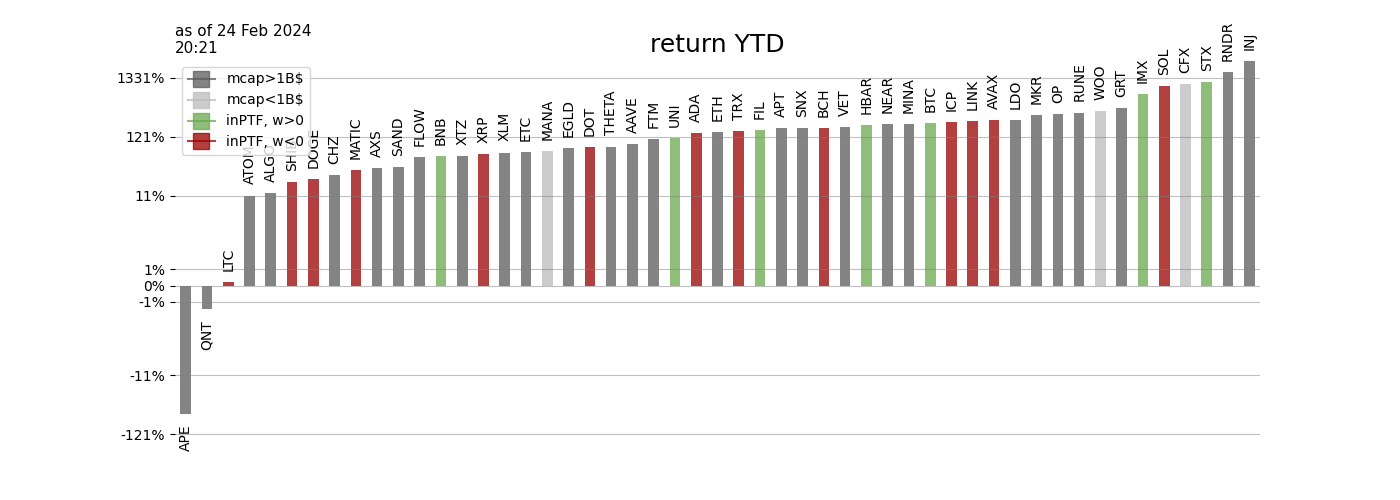 as of 24 Feb 2024
20:21
return YTD
mcap>1B$
mcap<1B$
inPTF, w>0
inPTF, w<0
1331%
121%
11%
1%
0%
-1%
-11%
-121%
APE
QNT
LTC
ATOM
ALGO
SHIB
DOGE
CHZ
MATIC
AXS
SAND
FLOW
BNB
XTZ
XRP
XLM
ETC
MANA
EGLD
DOT
THETA
AAVE
FTM
UNI
ADA
ETH
TRX
FIL
APT
SNX
BCH
VET
HBAR
NEAR
MINA
BTC
ICP
LINK
AVAX
LDO
MKR
OP
RUNE
WOO
GRT
IMX
SOL
CFX
STX
RNDR
INJ